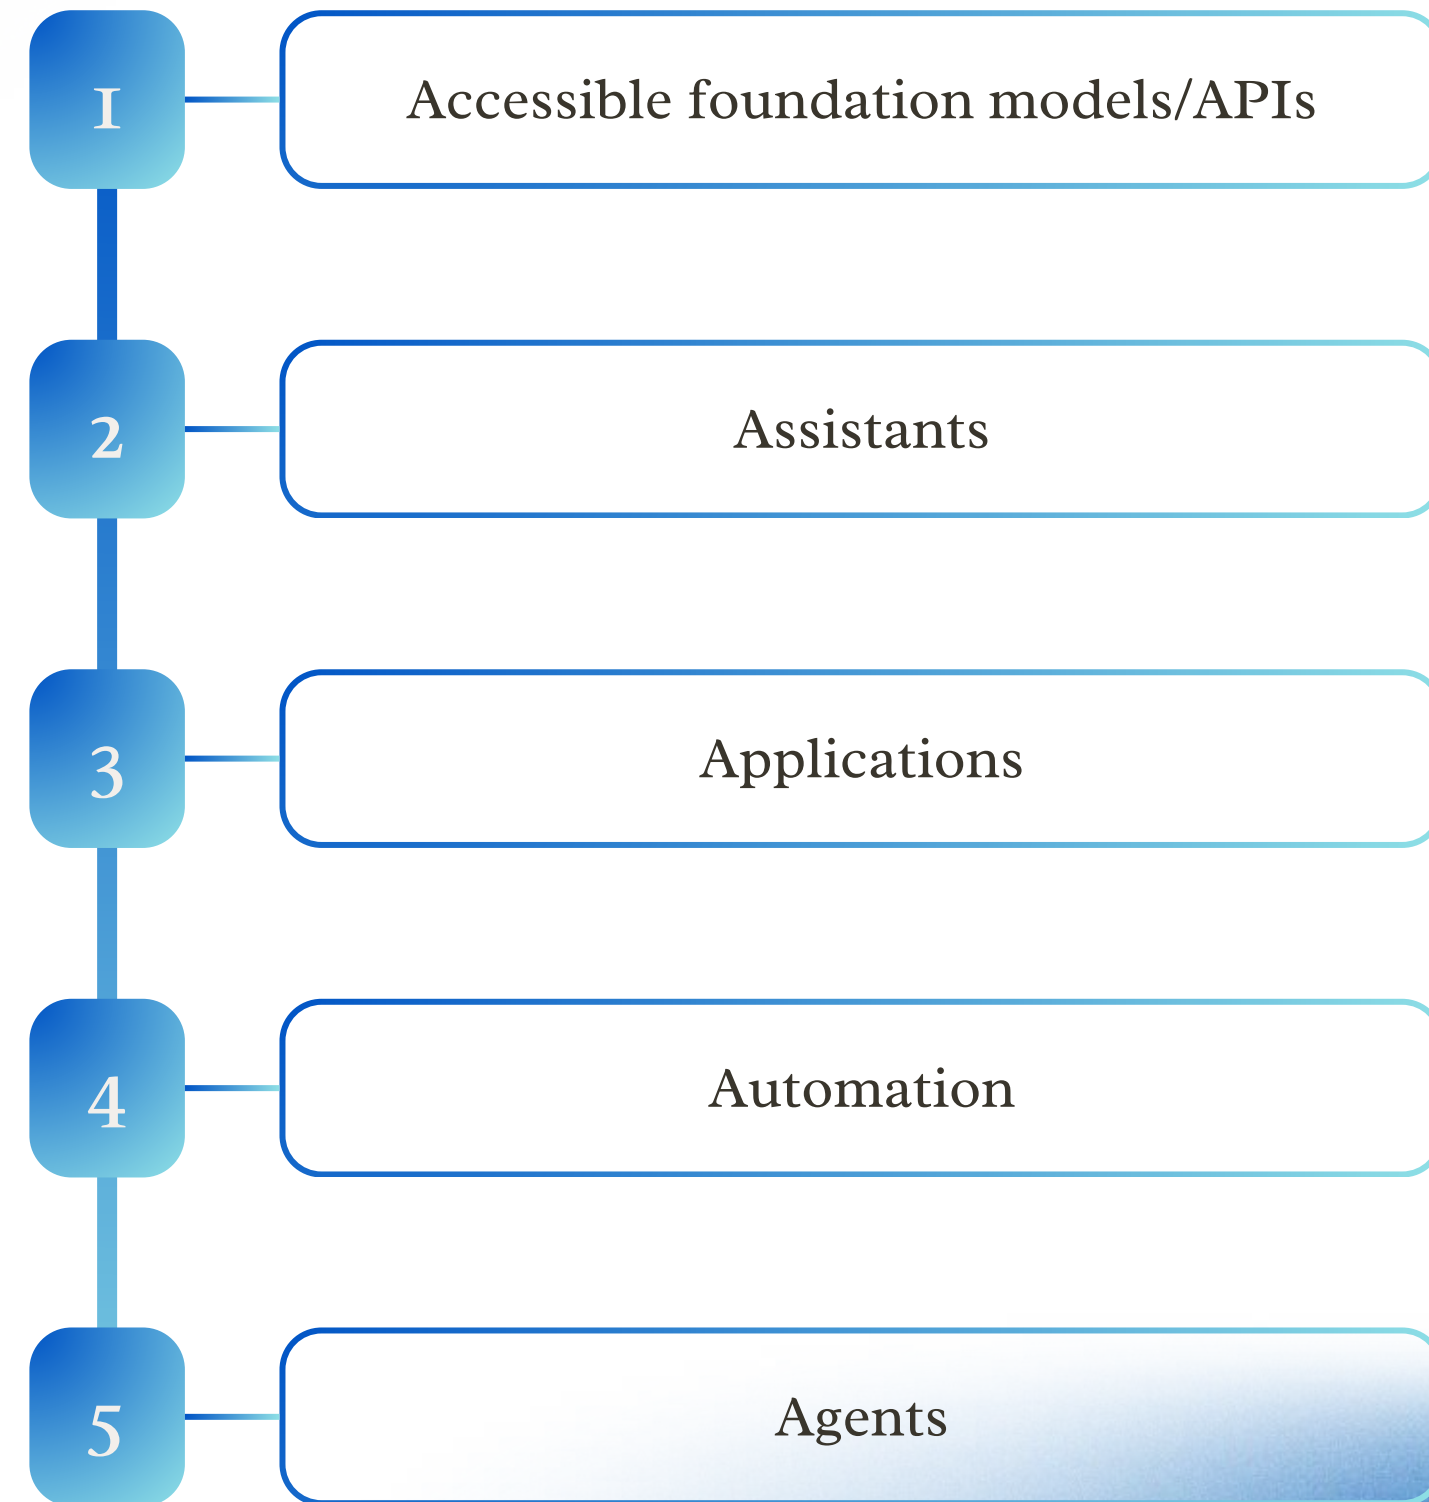 1
Accessible foundation models/APIs
2
Assistants
3
Applications
4
Automation
5
Agents